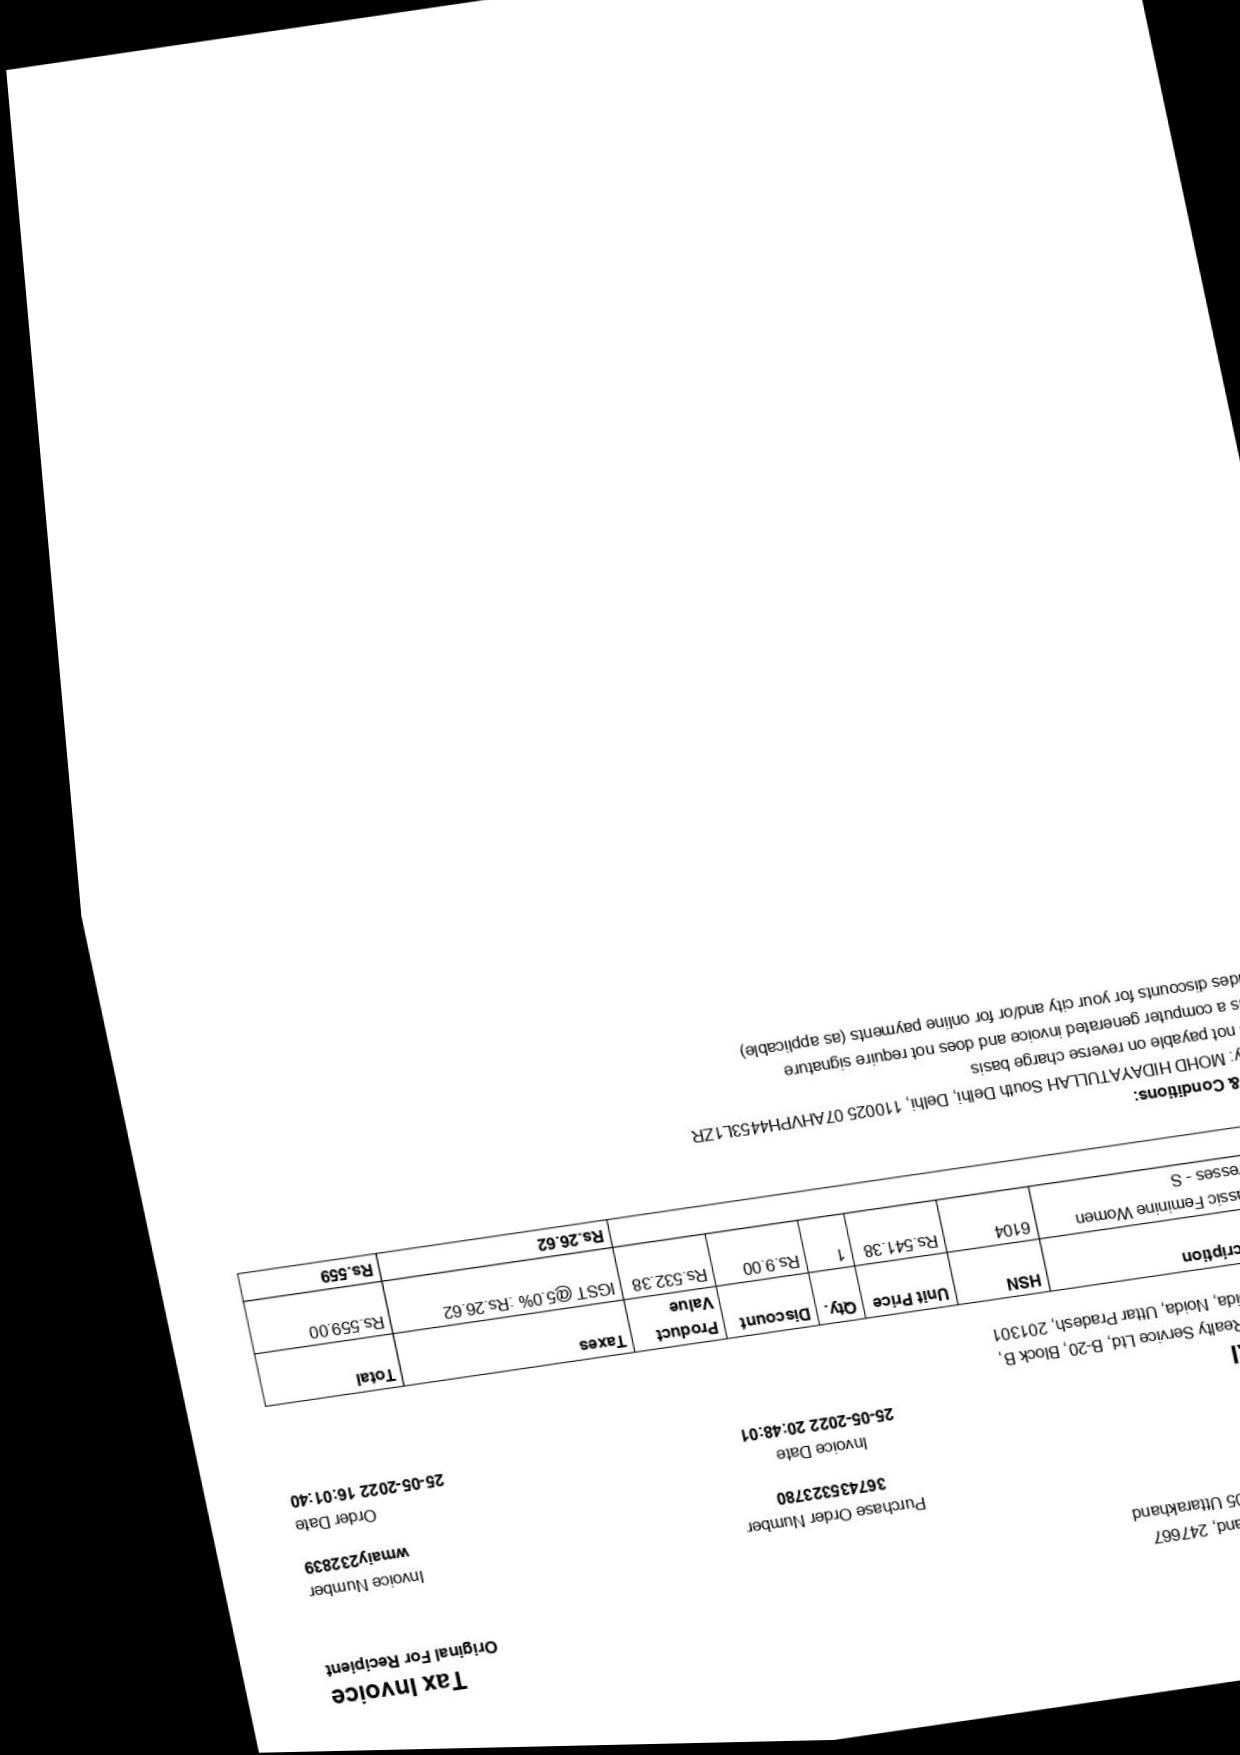 Tax Invoice
Original For Recipient
Invoice Number
wmaiy232839
Order Date
25-05-2022 16:01:40
Purchase Order Number
367435323780
Invoice Date
25-05-2022 20:48:01
and, 247667
05 Uttarakhand
Realty Service Ltd, B-20, Block B,
ida, Noida, Uttar Pradesh, 201301
cription HSN Unit Price Qty. Discount Product Value Taxes Total
assic Feminine Women 6104 Rs.541.38 1 Rs.9.00 Rs.532.38 IGST @5.0% :Rs.26.62 Rs.559.00
resses - S
Rs.26.62 Rs.559
& Conditions:
y: MOHD HIDAYATULLAH South Delhi, Delhi, 110025 07AHVPH4453L1ZR
not payable on reverse charge basis
s a computer generated invoice and does not require signature
des discounts for your city and/or for online payments (as applicable)